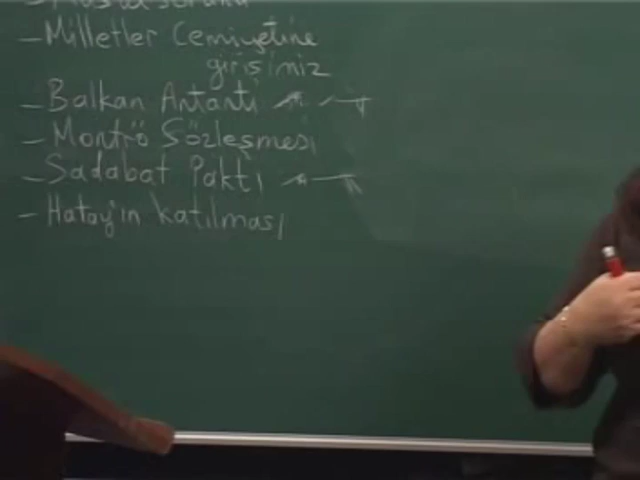 - Milletler Cemiyetine
girişimiz
- Balkan Antantı
- Montrö Sözleşmesi
- Sadabat Paktı
- Hatay'ın katılması